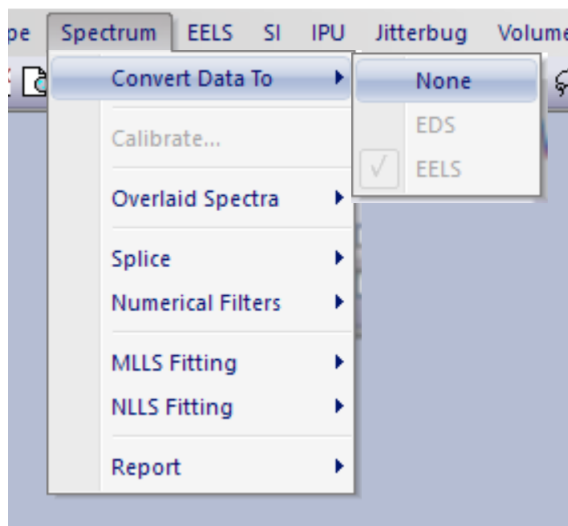 pe Spectrum EELS SI IPU Jitterbug Volume
Convert Data To
None
EDS
EELS
Calibrate...
Overlaid Spectra
Splice
Numerical Filters
MLLS Fitting
NLLS Fitting
Report